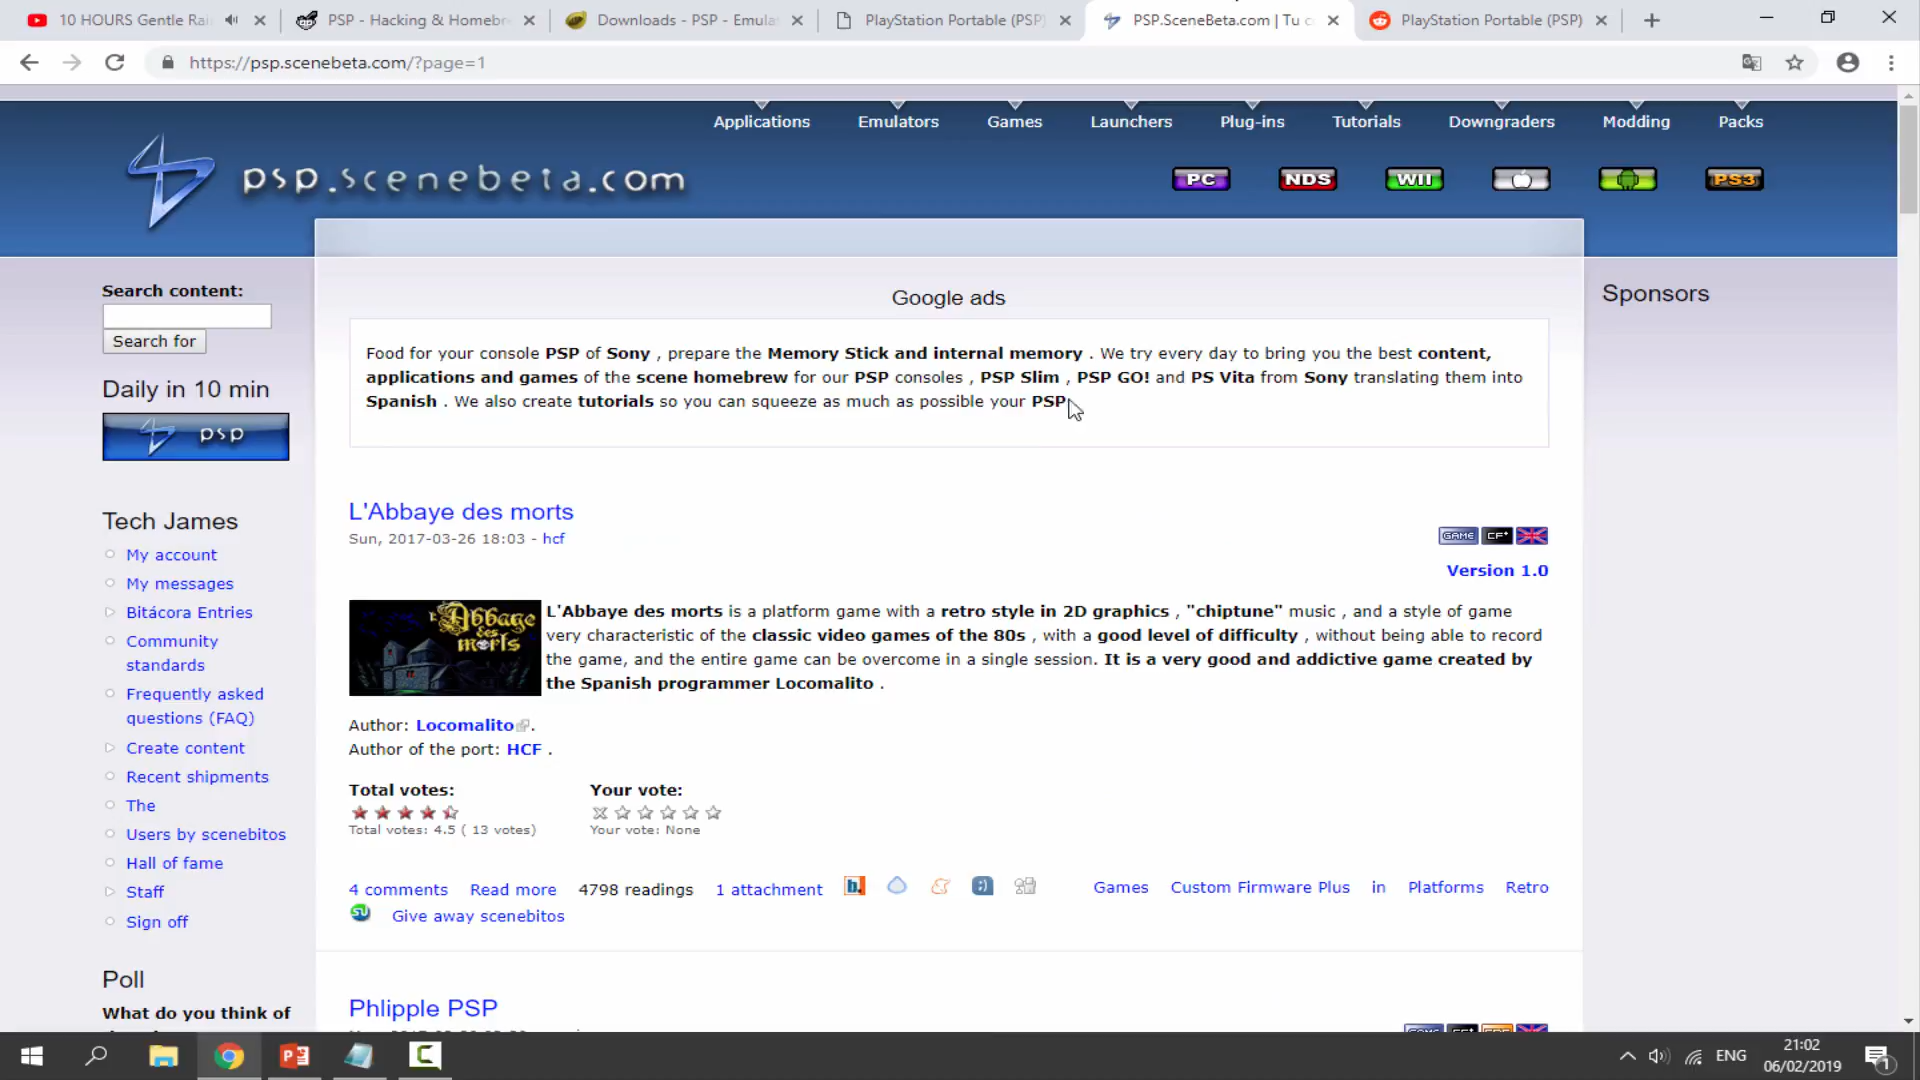 10 HOURS Gentle Rai
PSP - Hacking & Homebr
Downloads - PSP - Emula
PlayStation Portable (PSP)
PSP.SceneBeta.com | Tu c
PlayStation Portable (PSP)
https://psp.scenebeta.com/?page=1
Applications
Emulators
Games
Launchers
Plug-ins
Tutorials
Downgraders
Modding
Packs
psp.scenebeta.com
PC
NDS
WII
PS3
Search content:
Search for
Daily in 10 min
psp
Tech James
My account
My messages
Bitácora Entries
Community
standards
Frequently asked
questions (FAQ)
Create content
Recent shipments
The
Users by scenebitos
Hall of fame
Staff
Sign off
Poll
What do you think of
Google ads
Food for your console PSP of Sony , prepare the Memory Stick and internal memory . We try every day to bring you the best content,
applications and games of the scene homebrew for our PSP consoles , PSP Slim , PSP GO! and PS Vita from Sony translating them into
Spanish . We also create tutorials so you can squeeze as much as possible your PSP
L'Abbaye des morts
Sun, 2017-03-26 18:03 - hcf
GAME CF+
Version 1.0
L'Abbaye des morts
L'Abbaye des morts is a platform game with a retro style in 2D graphics , "chiptune" music , and a style of game
very characteristic of the classic video games of the 80s , with a good level of difficulty , without being able to record
the game, and the entire game can be overcome in a single session. It is a very good and addictive game created by
the Spanish programmer Locomalito .
Author: Locomalito .
Author of the port: HCF .
Total votes:
Total votes: 4.5 ( 13 votes)
Your vote:
Your vote: None
4 comments Read more 4798 readings 1 attachment b. ;)
Games Custom Firmware Plus in Platforms Retro
Give away scenebitos
Phlipple PSP
Sponsors
ENG
21:02
06/02/2019
1